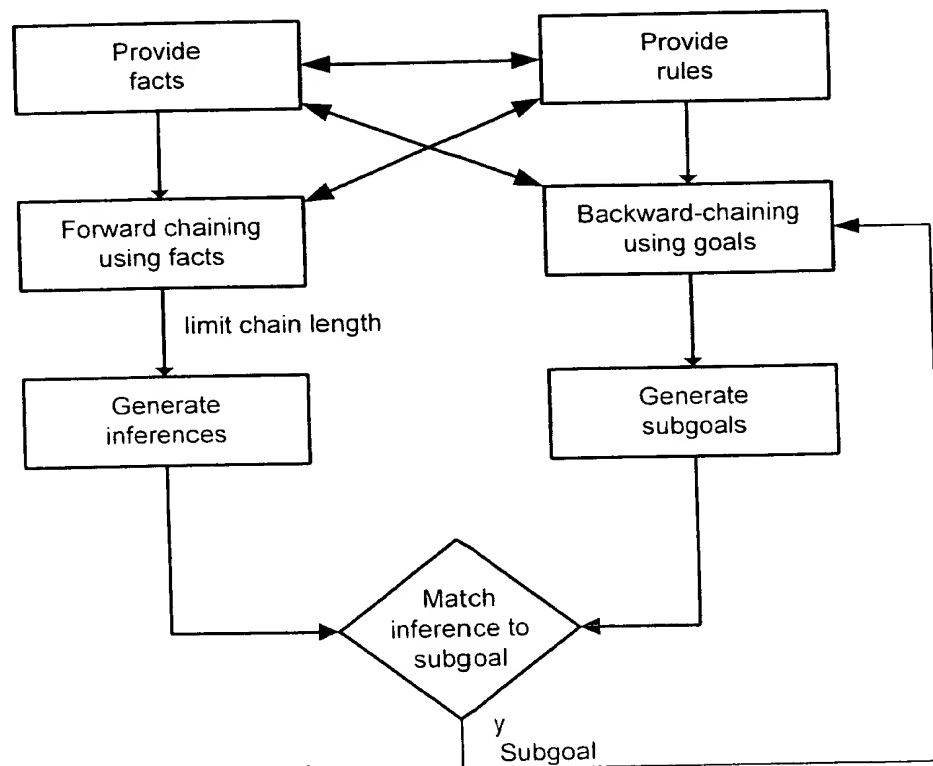 Provide
facts
Provide
rules
Forward chaining
using facts
Backward-chaining
using goals
limit chain length
Generate
inferences
Generate
subgoals
Match
inference to
subgoal
y
Subgoal